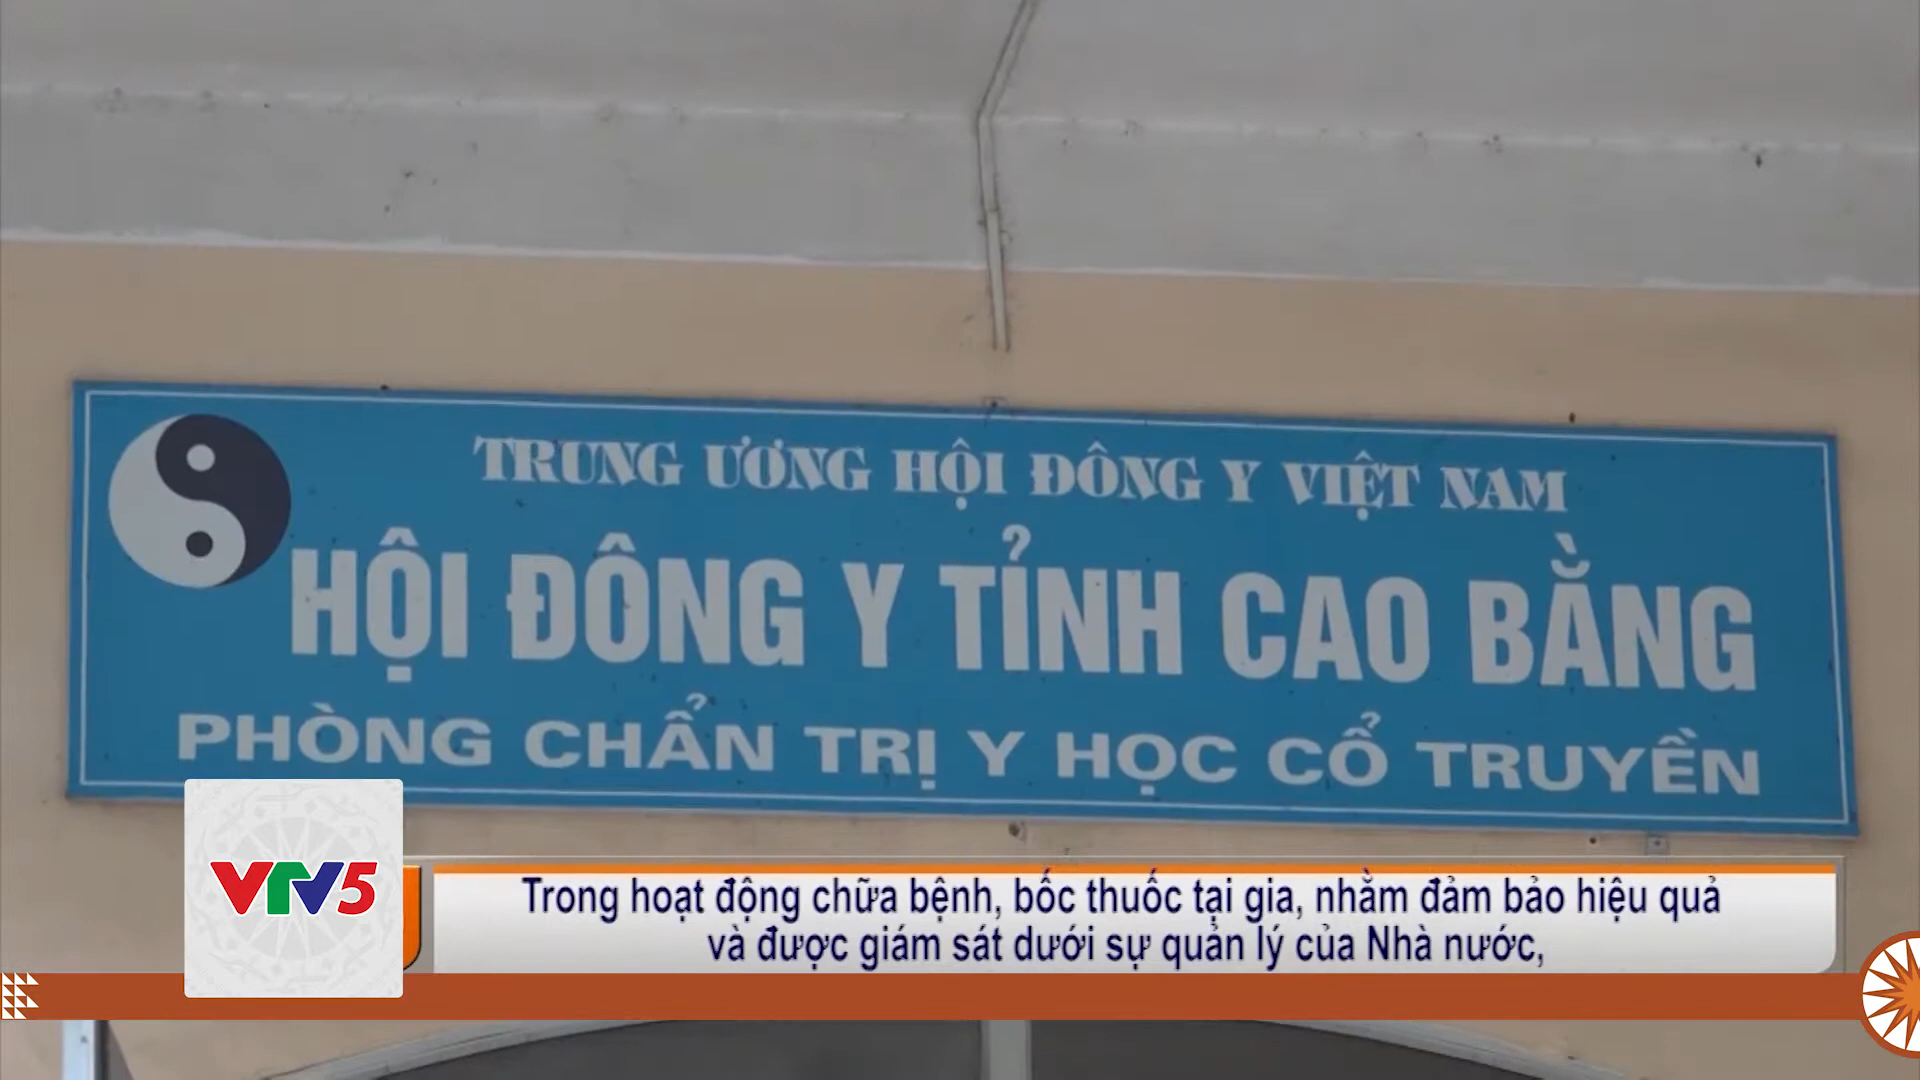 TRUNG ƯƠNG HỘI ĐÔNG Y VIỆT NAM
HỘI ĐÔNG Y TỈNH CAO BẰNG
PHÒNG CHẨN TRỊ Y HỌC CỔ TRUYỀN
VTV5
Trong hoạt động chữa bệnh, bốc thuốc tại gia, nhằm đảm bảo hiệu quả
và được giám sát dưới sự quản lý của Nhà nước,